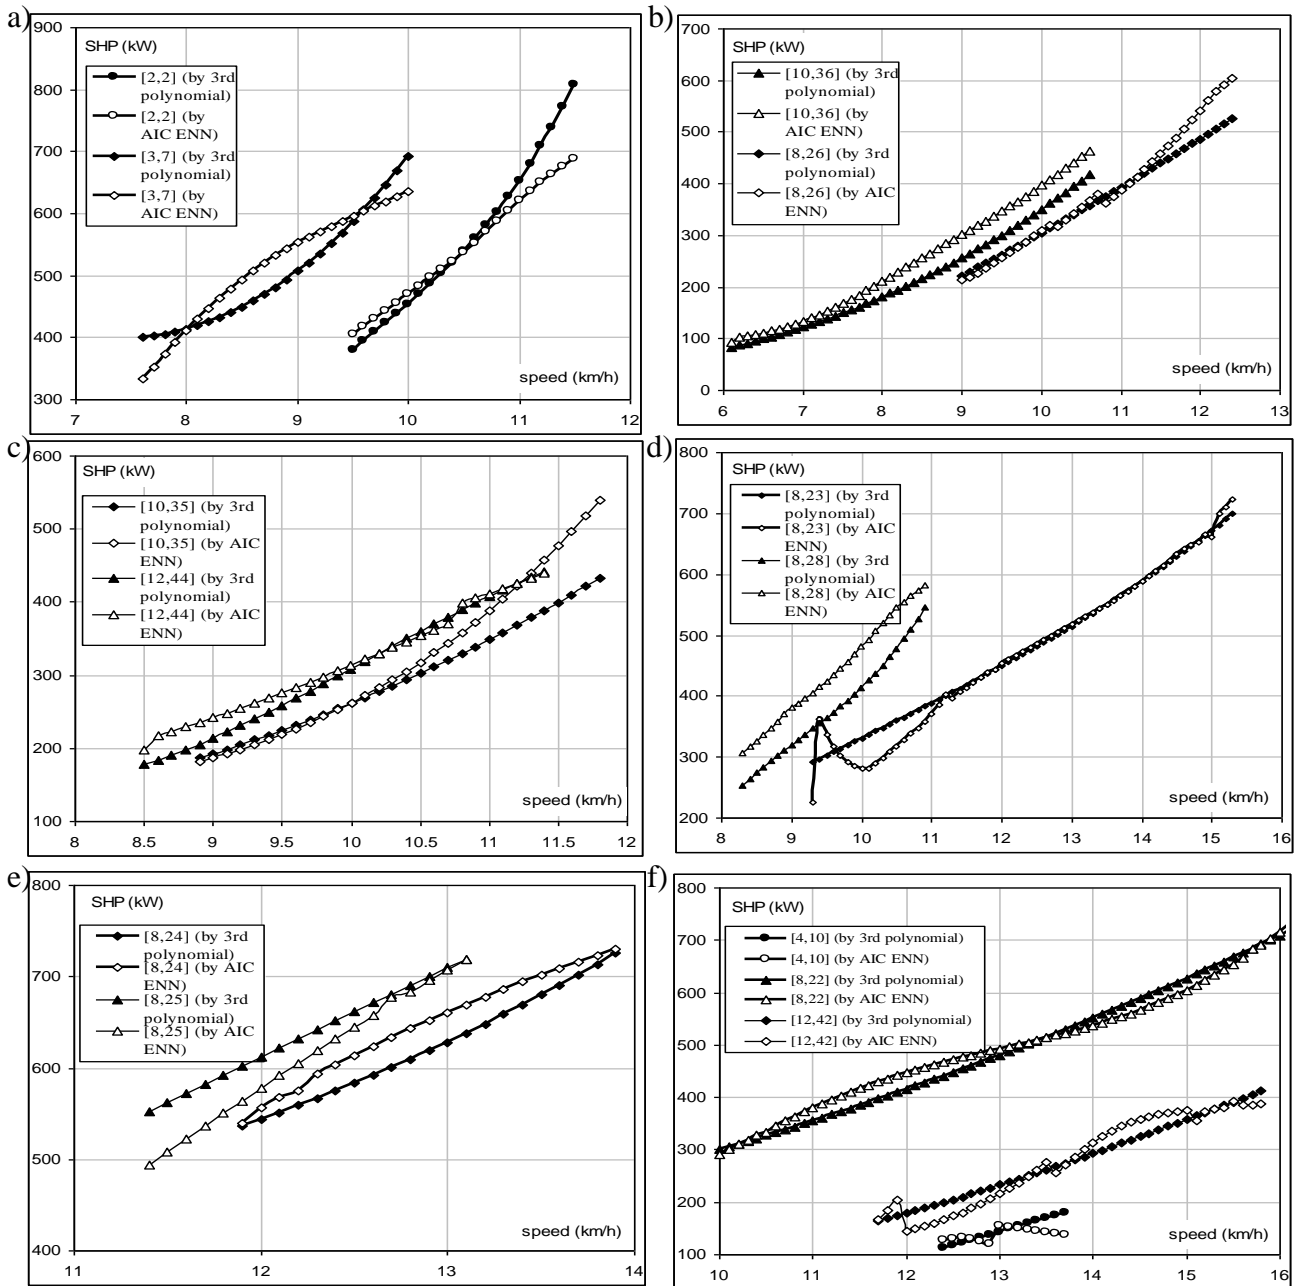 a)
SHP (kW)
[2,2] (by 3rd
polynomial)
[2,2] (by
AIC ENN)
[3,7] (by 3rd
polynomial)
[3,7] (by
AIC ENN)
900
800
700
600
500
400
300
speed (km/h)
7 8 9 10 11 12
b)
SHP (kW)
[10,36] (by 3rd
polynomial)
[10,36] (by
AIC ENN)
[8,26] (by 3rd
polynomial)
[8,26] (by AIC
ENN)
700
600
500
400
300
200
100
0
speed (km/h)
6 7 8 9 10 11 12 13
c)
SHP (kW)
[10,35] (by 3rd
polynomial)
[10,35] (by AIC
ENN)
[12,44] (by 3rd
polynomial)
[12,44] (by AIC
ENN)
600
500
400
300
200
100
speed (km/h)
8 8.5 9 9.5 10 10.5 11 11.5 12
d)
SHP (kW)
[8,23] (by 3rd
polynomial)
[8,23] (by AIC
ENN)
[8,28] (by 3rd
polynomial)
[8,28] (by AIC
ENN)
800
700
600
500
400
300
200
speed (km/h)
8 9 10 11 12 13 14 15 16
e)
SHP (kW)
[8,24] (by 3rd
polynomial)
[8,24] (by AIC
ENN)
[8,25] (by 3rd
polynomial)
[8,25] (by AIC
ENN)
800
700
600
500
400
speed (km/h)
11 12 13 14
f)
SHP (kW)
[4,10] (by 3rd polynomial)
[4,10] (by AIC ENN)
[8,22] (by 3rd polynomial)
[8,22] (by AIC ENN)
[12,42] (by 3rd polynomial)
[12,42] (by AIC ENN)
800
700
600
500
400
300
200
100
speed (km/h)
10 11 12 13 14 15 16